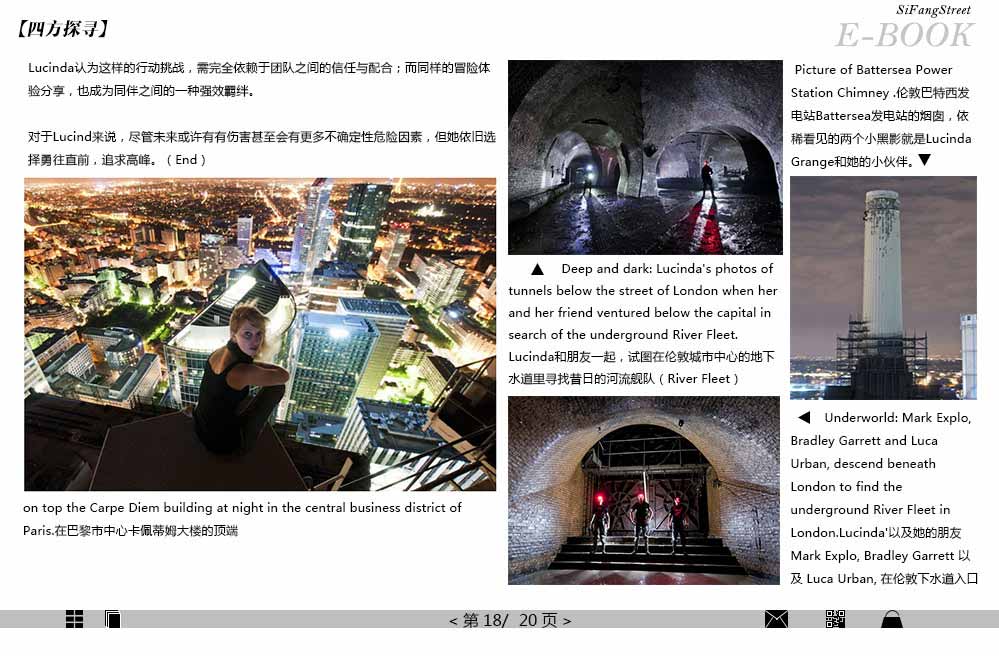 【四方探寻】
SiFangStreet
E-BOOK
Lucinda认为这样的行动挑战，需完全依赖于团队之间的信任与配合；而同样的冒险体
验分享，也成为同伴之间的一种强效羁绊。
对于Lucind来说，尽管未来或许有有伤害甚至会有更多不确定性危险因素，但她依旧选
择勇往直前，追求高峰。（End）
on top the Carpe Diem building at night in the central business district of
Paris.在巴黎市中心卡佩蒂姆大楼的顶端
▲ Deep and dark: Lucinda's photos of
tunnels below the street of London when her
and her friend ventured below the capital in
search of the underground River Fleet.
Lucinda和朋友一起，试图在伦敦城市中心的地下
水道里寻找昔日的河流舰队（River Fleet）
Picture of Battersea Power
Station Chimney .伦敦巴特西发
电站Battersea发电站的烟囱，依
稀看见的两个小黑影就是Lucinda
Grange和她的小伙伴。▼
◀ Underworld: Mark Explo,
Bradley Garrett and Luca
Urban, descend beneath
London to find the
underground River Fleet in
London.Lucinda'以及她的朋友
Mark Explo, Bradley Garrett 以
及 Luca Urban, 在伦敦下水道入口
< 第 18/ 20 页 >